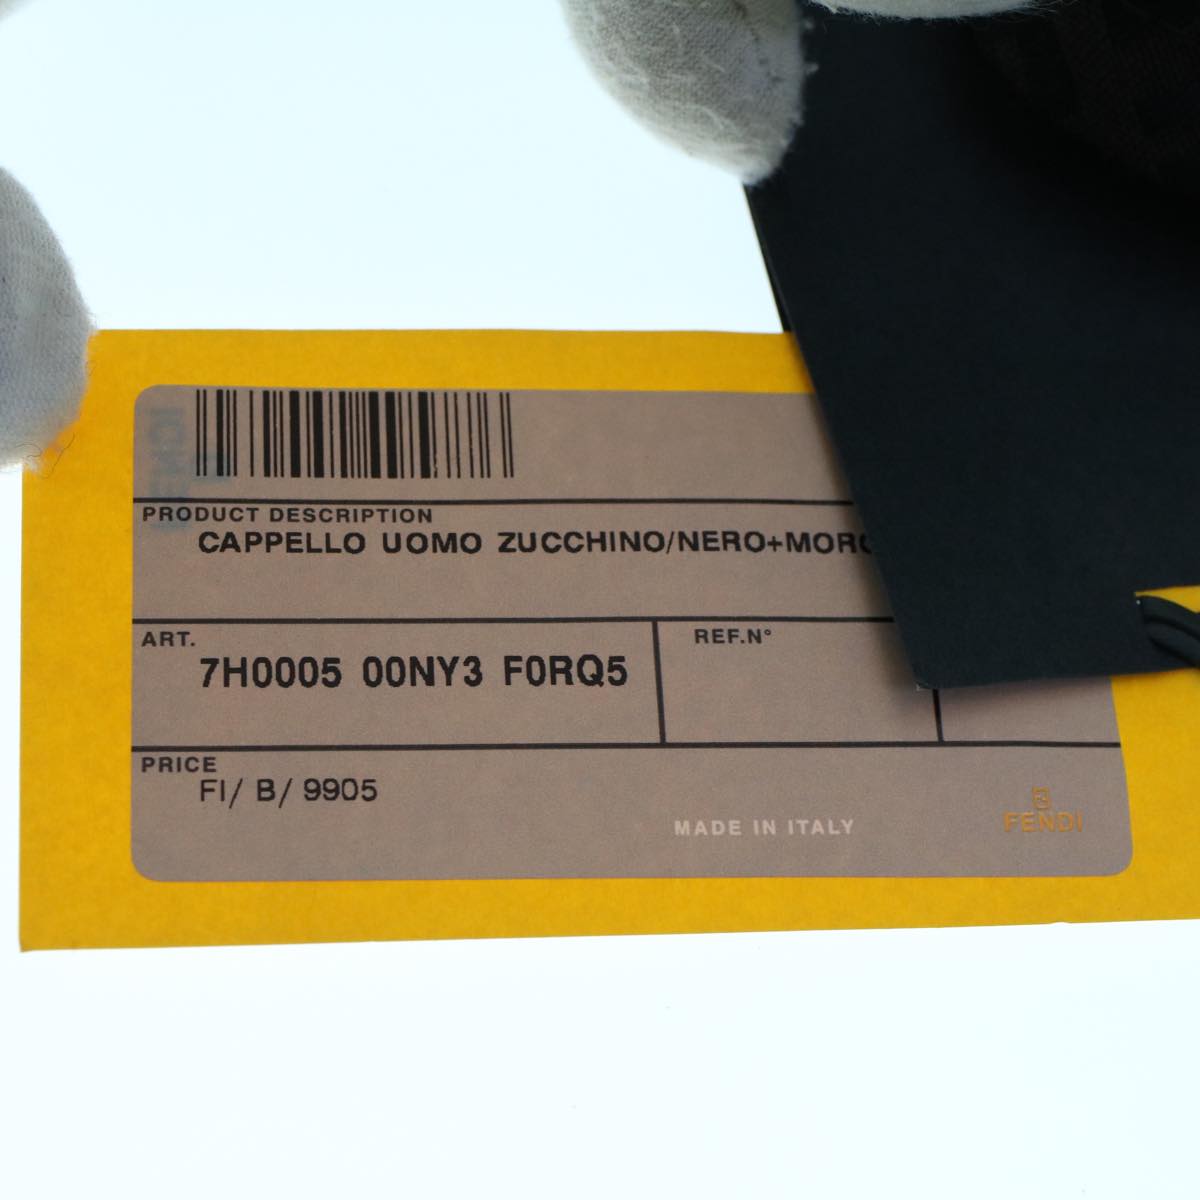 PRODUCT DESCRIPTION
CAPPELLO UOMO ZUCCHINO/NERO+MORO
ART.
7H0005 00NY3 F0RQ5
REF.N°
PRICE
FI/ B/ 9905
MADE IN ITALY
FENDI